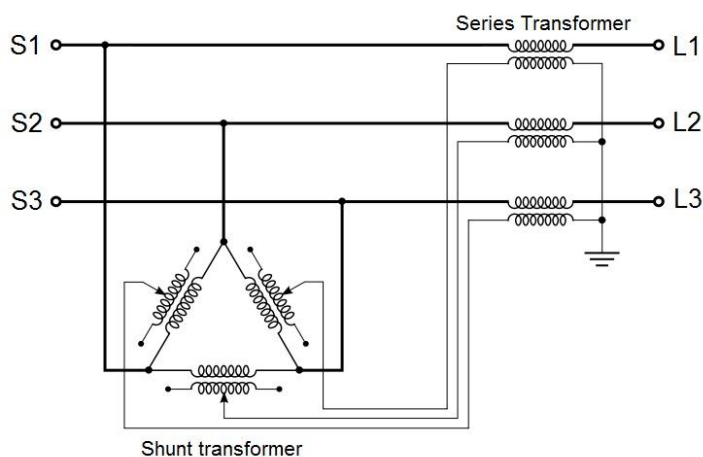 Series Transformer
S1
L1
S2
L2
S3
L3
Shunt transformer